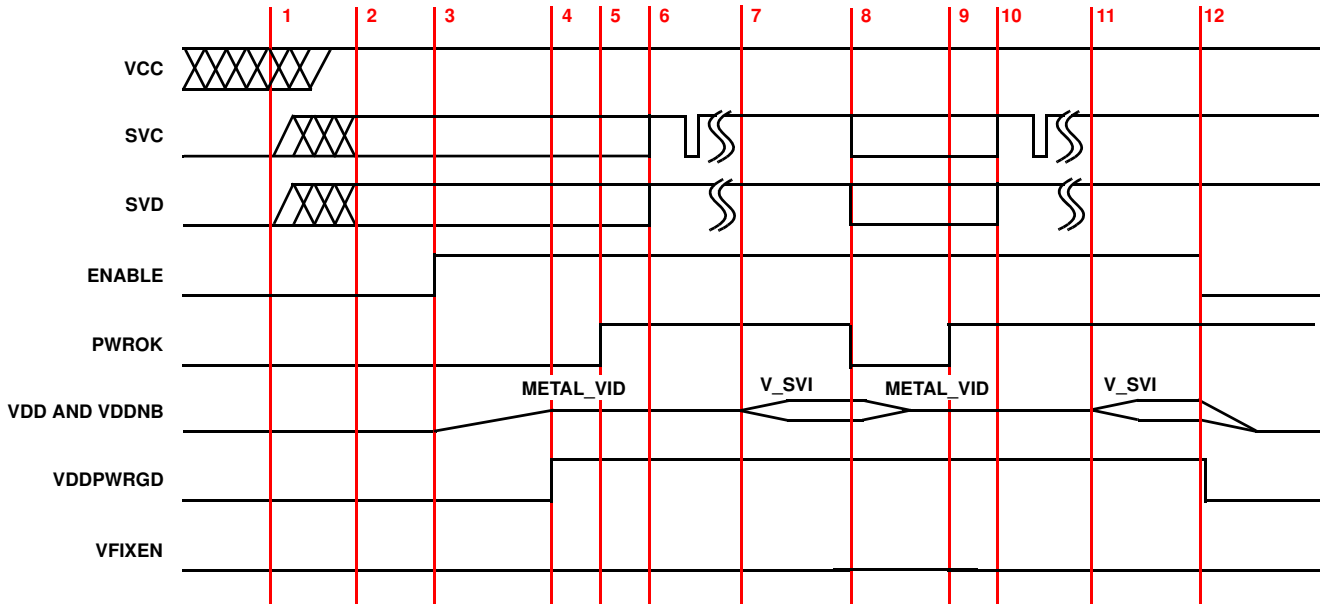 1 2 3 4 5 6 7 8 9 10 11 12
VCC
SVC
SVD
ENABLE
PWROK
METAL_VID V_SVI METAL_VID V_SVI
VDD AND VDDNB
VDDPWRGD
VFIXEN